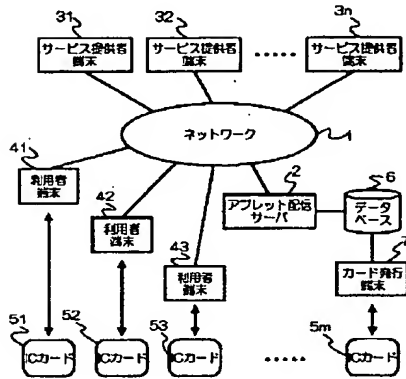 31
32
3n
サービス提供者
端末
サービス提供者
端末
サービス提供者
端末
ネットワーク
1
41
利用者
端末
42
利用者
端末
43
利用者
端末
2
アプレット配信
サーバ
6
データ
ベース
7
カード発行
端末
51
ICカード
52
ICカード
53
ICカード
5m
ICカード